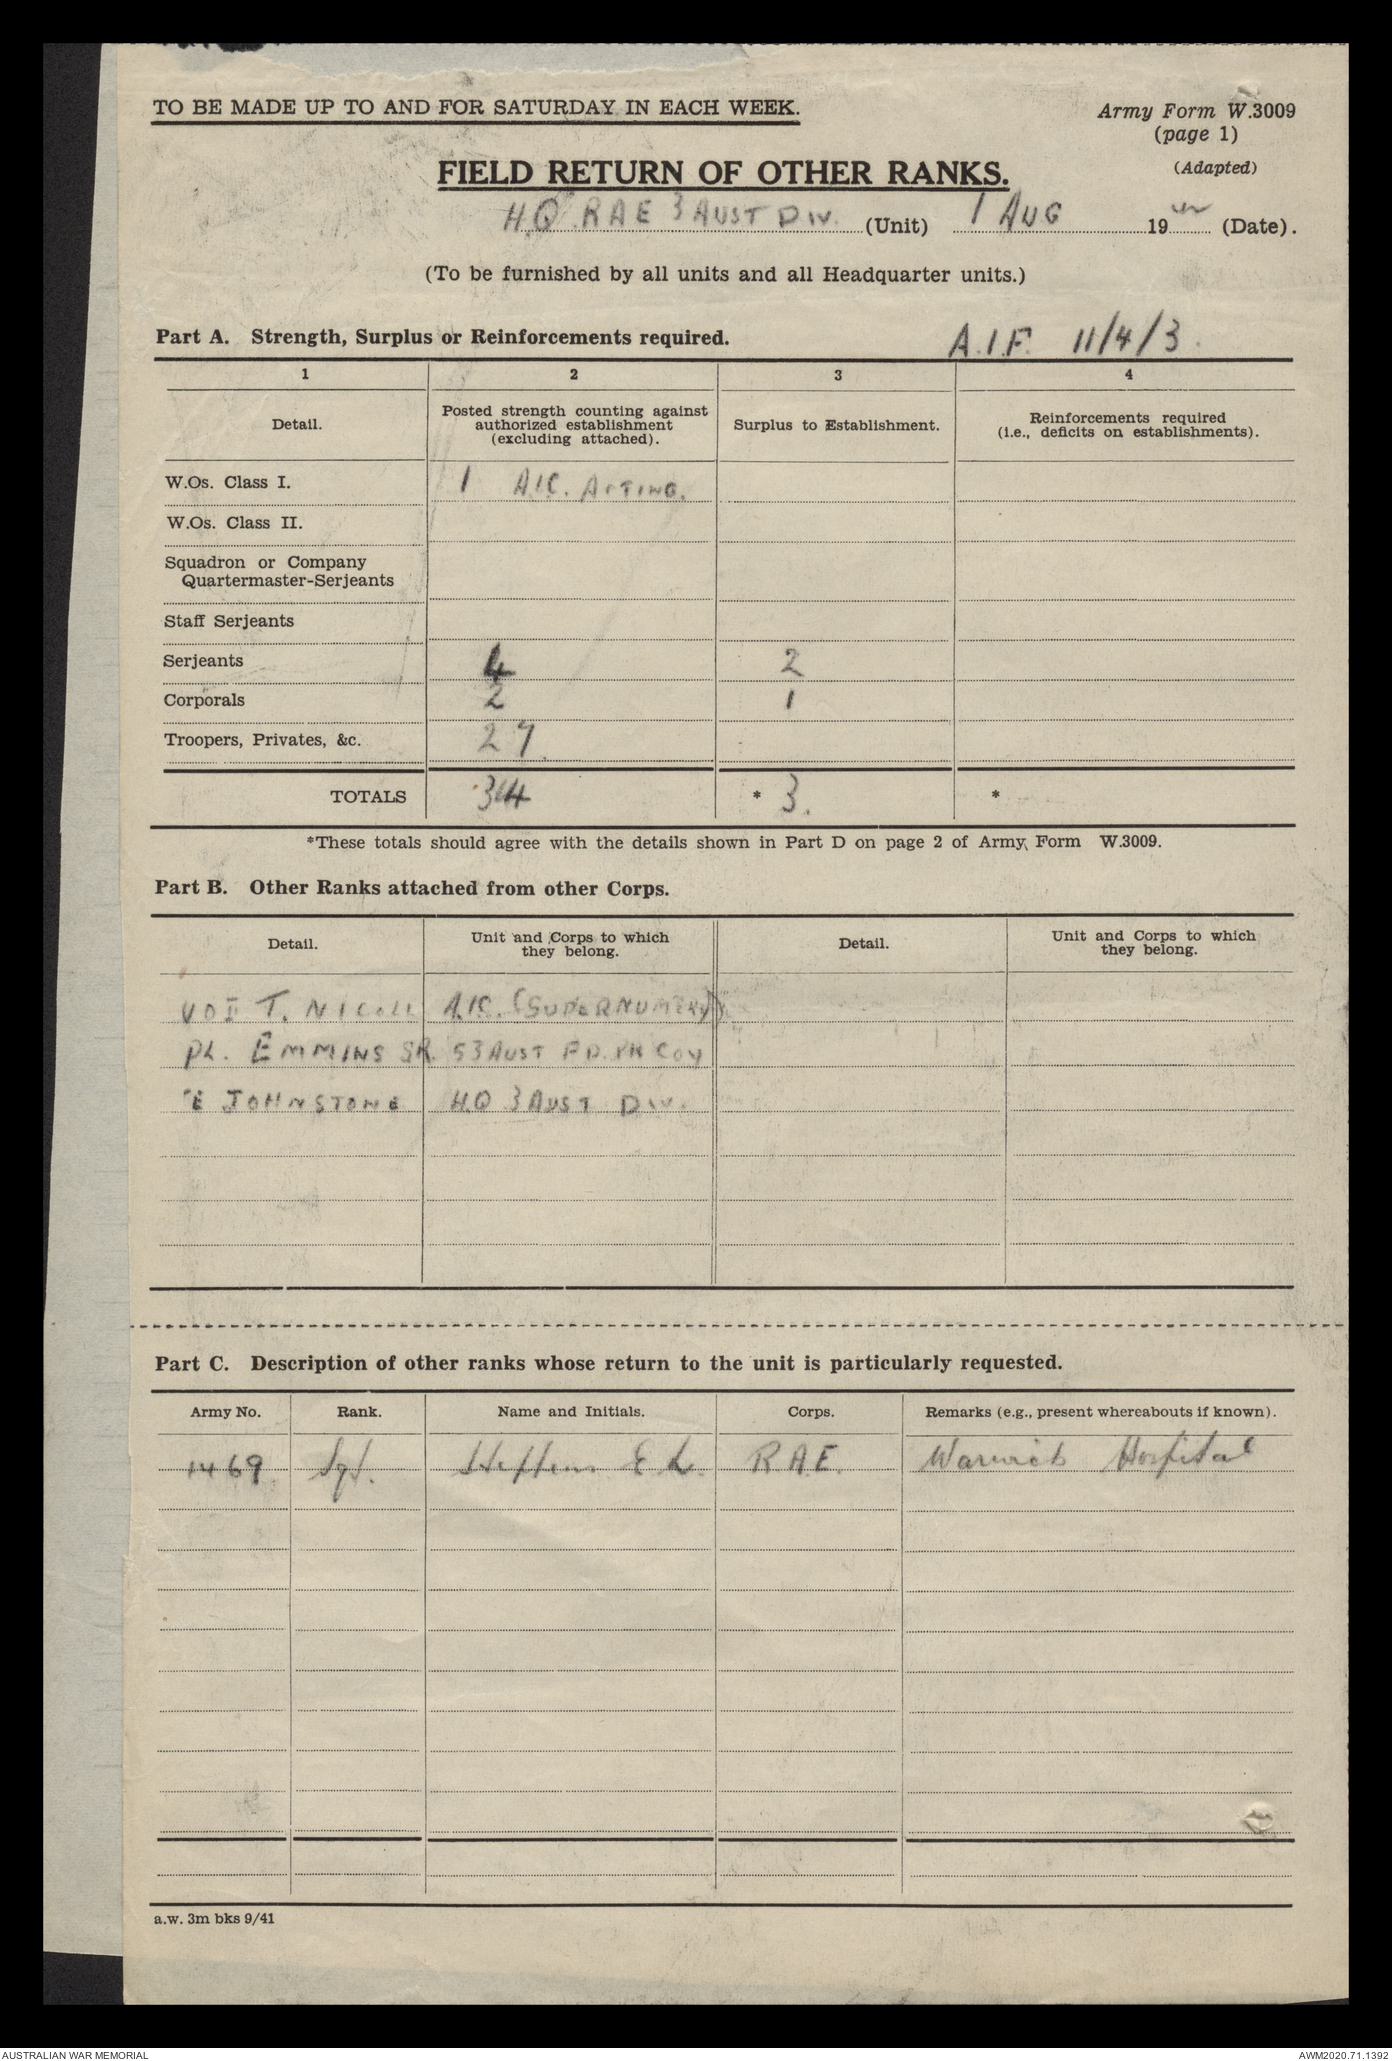 TO BE MADE UP TO AND FOR SATURDAY IN EACH WEEK.
Army Form W.3009
(page 1)
(Adapted)
FIELD RETURN OF OTHER RANKS.
H.Q. RAE 3 AUST DIV. (Unit) 1 AUG 19 (Date).
(To be furnished by all units and all Headquarter units.)
Part A. Strength, Surplus or Reinforcements required. A.I.F. 11/4/3.
1 2 3 4
Detail.
Posted strength counting against authorized establishment (excluding attached).
Surplus to Establishment.
Reinforcements required (i.e., deficits on establishments).
W.Os. Class I. 1 ACTING.
W.Os. Class II.
Squadron or Company
Quartermaster-Serjeants
Staff Serjeants
Serjeants 4 2
Corporals 2 1
Troopers, Privates, &c. 27
TOTALS 34 * 3. *
*These totals should agree with the details shown in Part D on page 2 of Army Form W.3009.
Part B. Other Ranks attached from other Corps.
Detail.
Unit and Corps to which they belong.
Detail.
Unit and Corps to which they belong.
T. NICOLL (SUPERNUMERY)
EMMINS 53 AUST FD. PK COY
JOHNSTONE HQ 3 AUST DIV.
Part C. Description of other ranks whose return to the unit is particularly requested.
Army No. Rank. Name and Initials. Corps. Remarks (e.g., present whereabouts if known).
1469 Sgt. E L. RAE. Warwick Hospital
a.w. 3m bks 9/41
AUSTRALIAN WAR MEMORIAL
AWM2020.71.1392